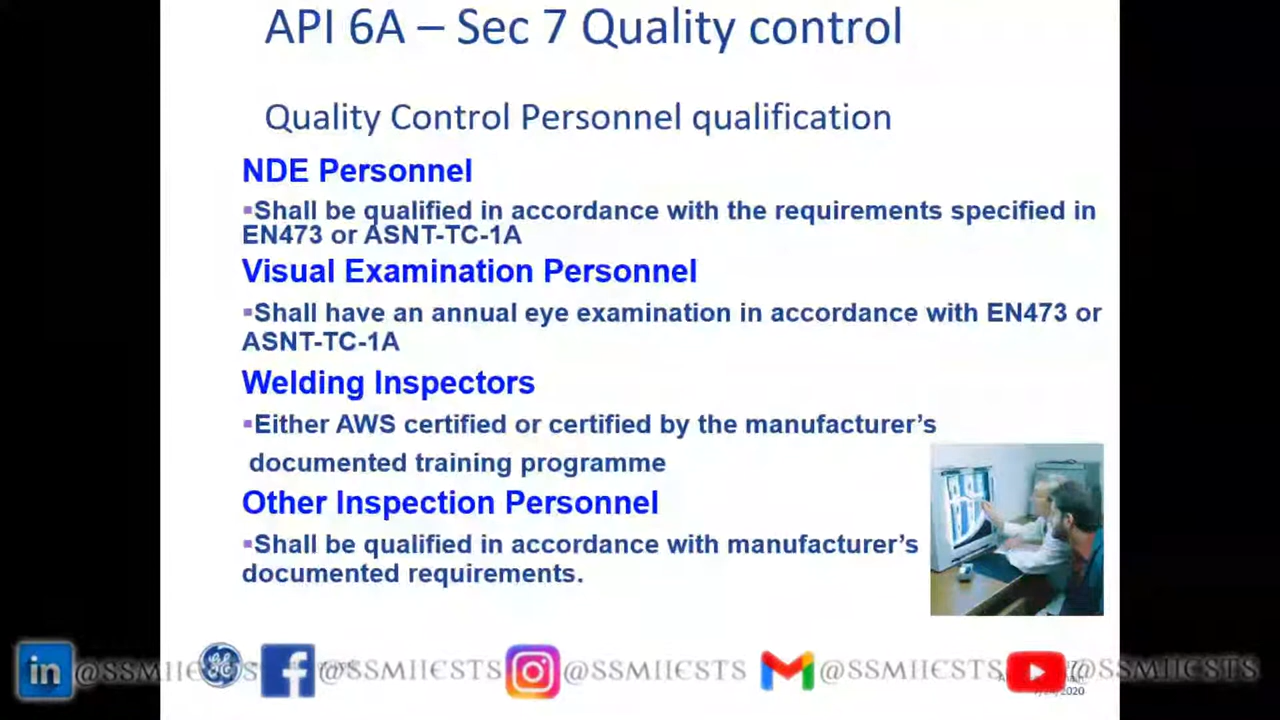 API 6A – Sec 7 Quality control
Quality Control Personnel qualification
NDE Personnel
▪Shall be qualified in accordance with the requirements specified in
EN473 or ASNT-TC-1A
Visual Examination Personnel
▪Shall have an annual eye examination in accordance with EN473 or
ASNT-TC-1A
Welding Inspectors
▪Either AWS certified or certified by the manufacturer’s
documented training programme
Other Inspection Personnel
▪Shall be qualified in accordance with manufacturer’s
documented requirements.
in @SSMIIESTS f @SSMIIESTS @SSMIIESTS @SSMIIESTS @SSMIIESTS
2020